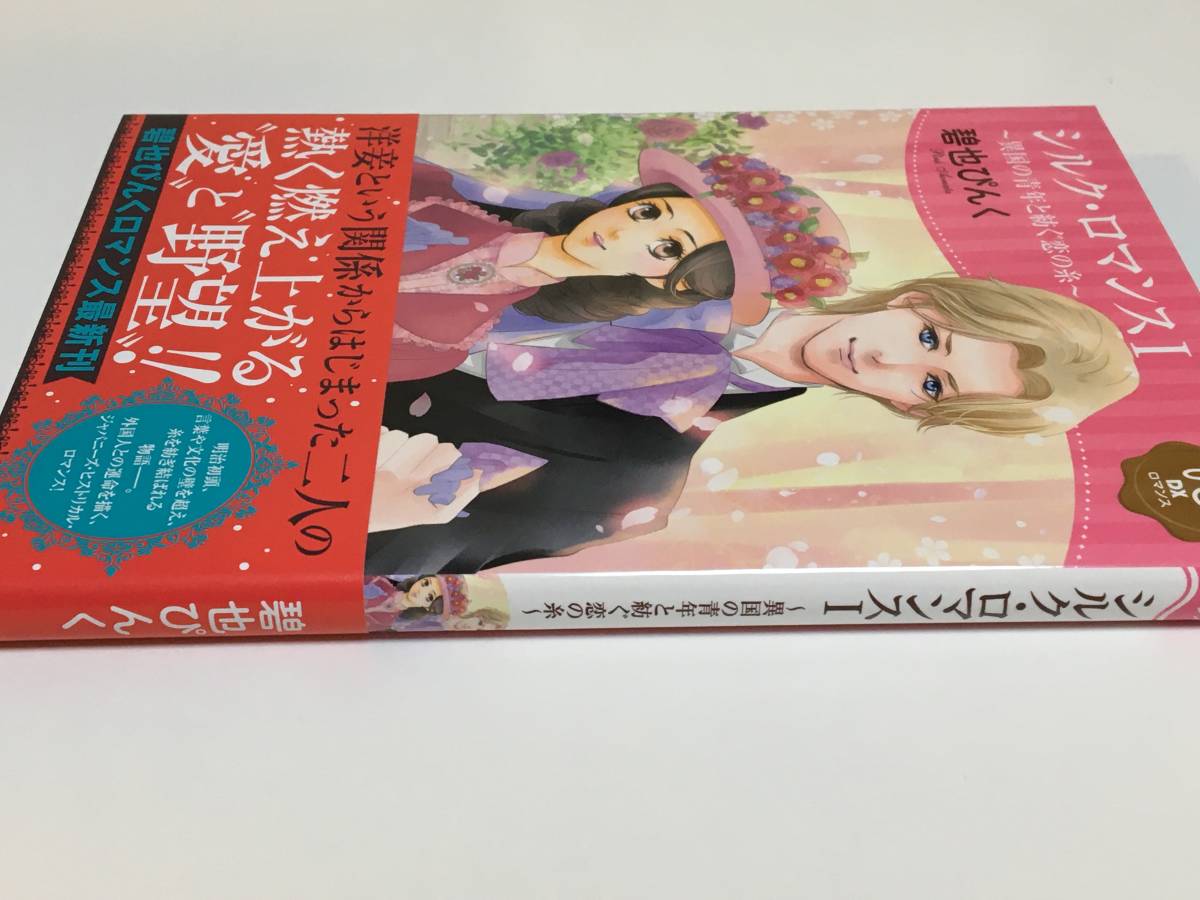 シルク・ロマンス I
~異国の青年と紡ぐ恋の糸~
碧也ぴんく
DX
ロマンス
洋妾という関係からはじまった二人の
熱く燃え上がる
“愛”と“野望”!!
碧也ぴんくロマンス最新刊
明治初頭、
言葉や文化の壁を超え、
糸を紡ぎ結ばれる
物語――。
外国人との運命を描く、
ジャパニーズ・ヒストリカル・
ロマンス!
シルク・ロマンス I
~異国の青年と紡ぐ恋の糸~
碧也ぴんく